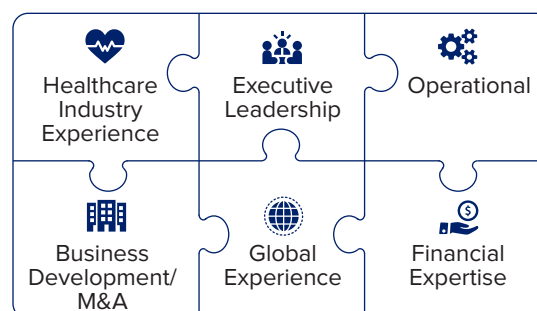 Healthcare
Industry
Experience
Executive
Leadership
Operational
Business
Development/
M&A
Global
Experience
Financial
Expertise